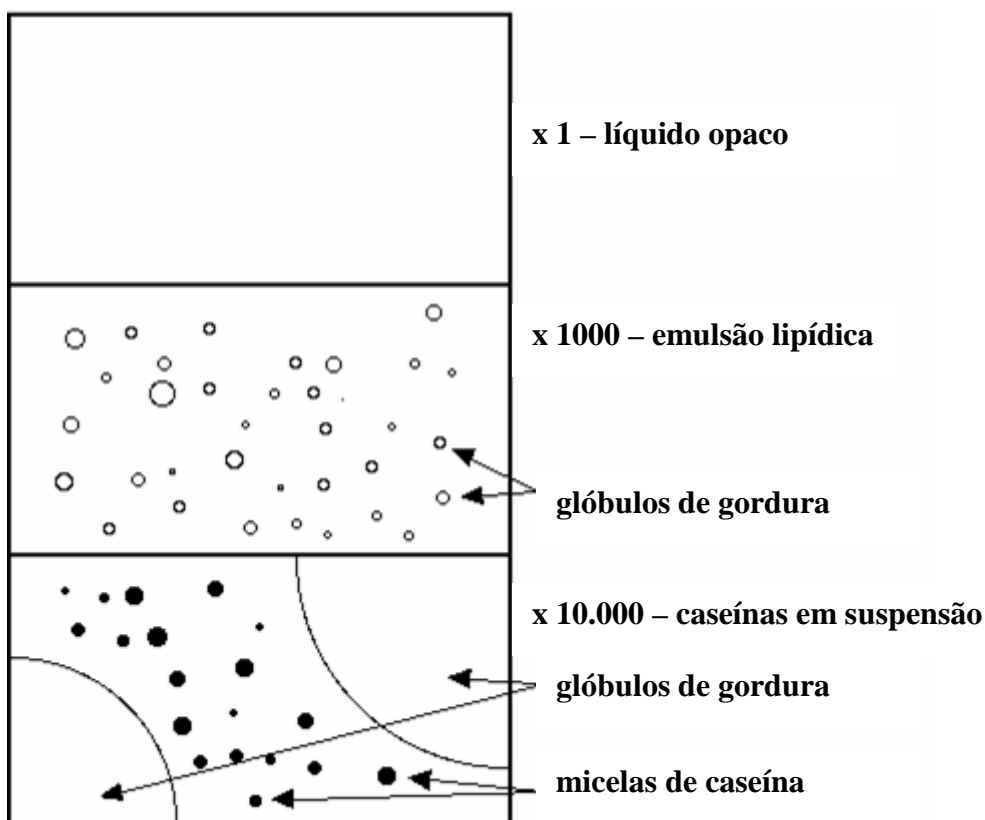 x 1 – líquido opaco
x 1000 – emulsão lipídica
glóbulos de gordura
x 10.000 – caseínas em suspensão
glóbulos de gordura
micelas de caseína